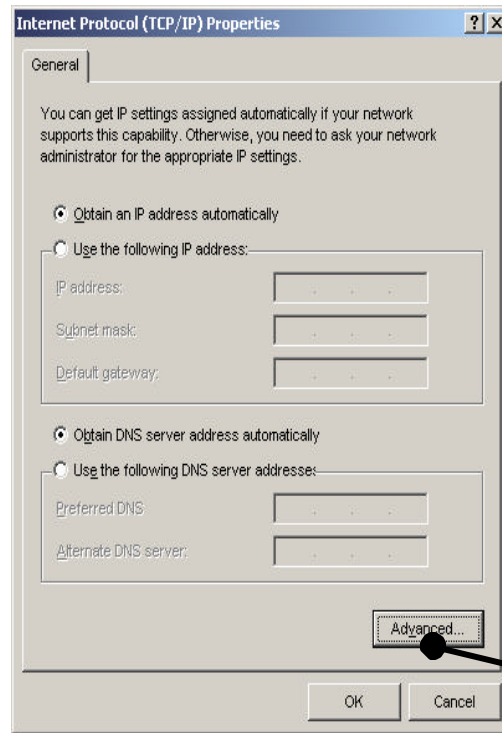 Internet Protocol (TCP/IP) Properties
General
You can get IP settings assigned automatically if your network
supports this capability. Otherwise, you need to ask your network
administrator for the appropriate IP settings.
Obtain an IP address automatically
Use the following IP address:
IP address:
Subnet mask:
Default gateway:
Obtain DNS server address automatically
Use the following DNS server addresses
Preferred DNS
Alternate DNS server:
Advanced...
OK
Cancel